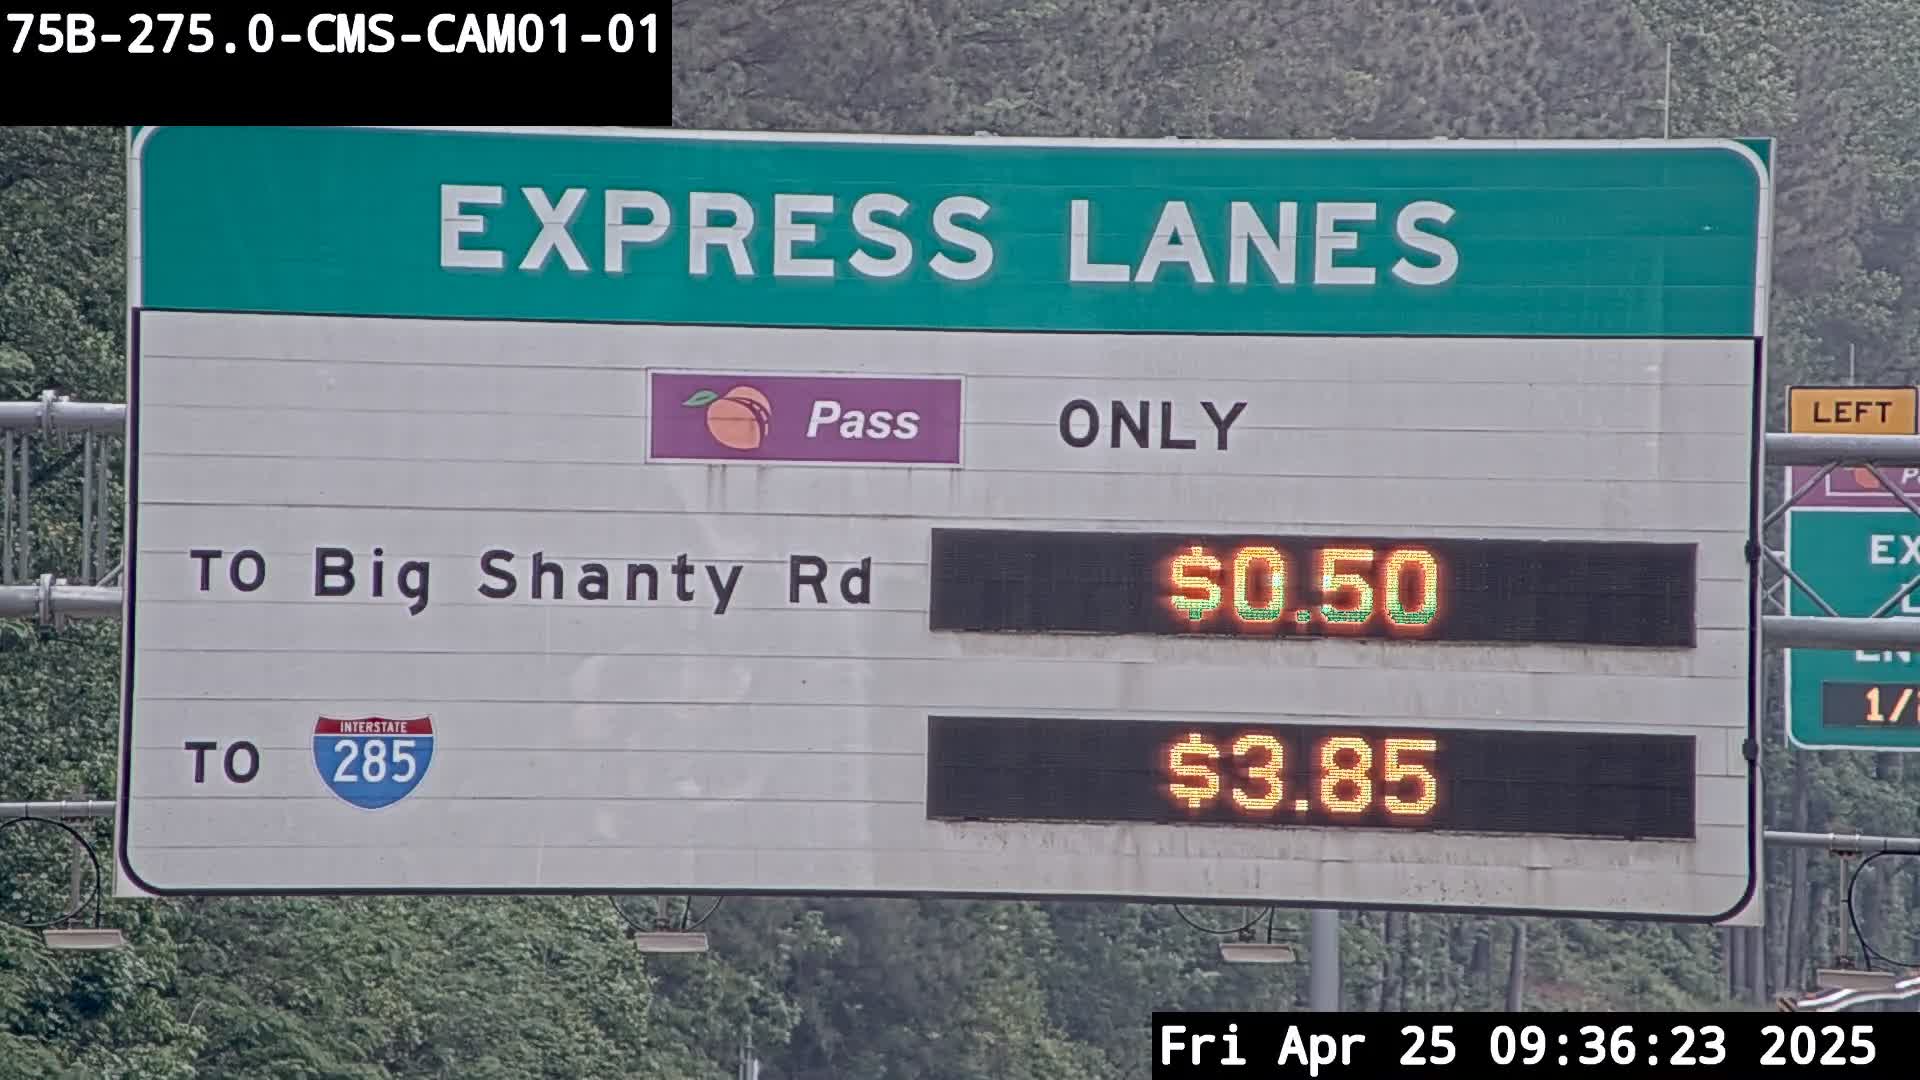 75B-275.0-CMS-CAM01-01
EXPRESS LANES
Pass ONLY
TO Big Shanty Rd $0.50
TO INTERSTATE 285 $3.85
LEFT
Fri Apr 25 09:36:23 2025